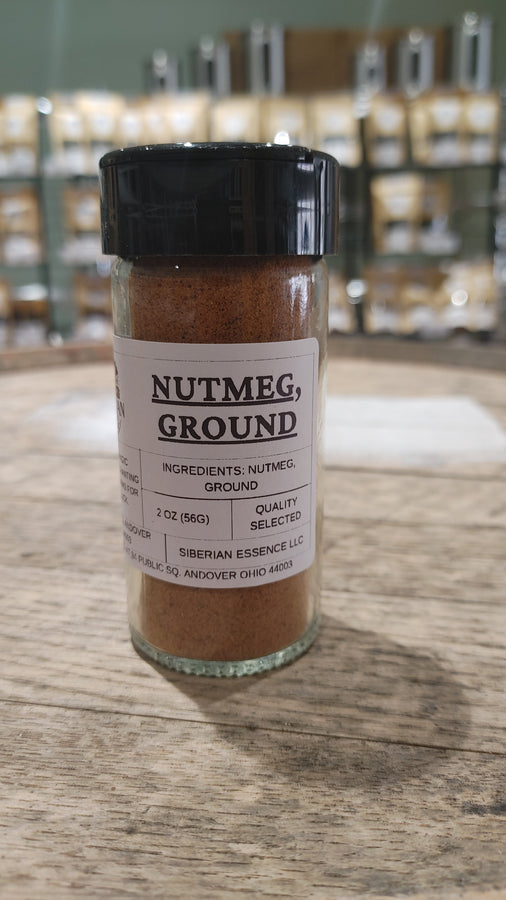 NUTMEG,
GROUND
INGREDIENTS: NUTMEG,
GROUND
2 OZ (56G)
QUALITY
SELECTED
SIBERIAN ESSENCE LLC
PUBLIC SQ. ANDOVER OHIO 44003